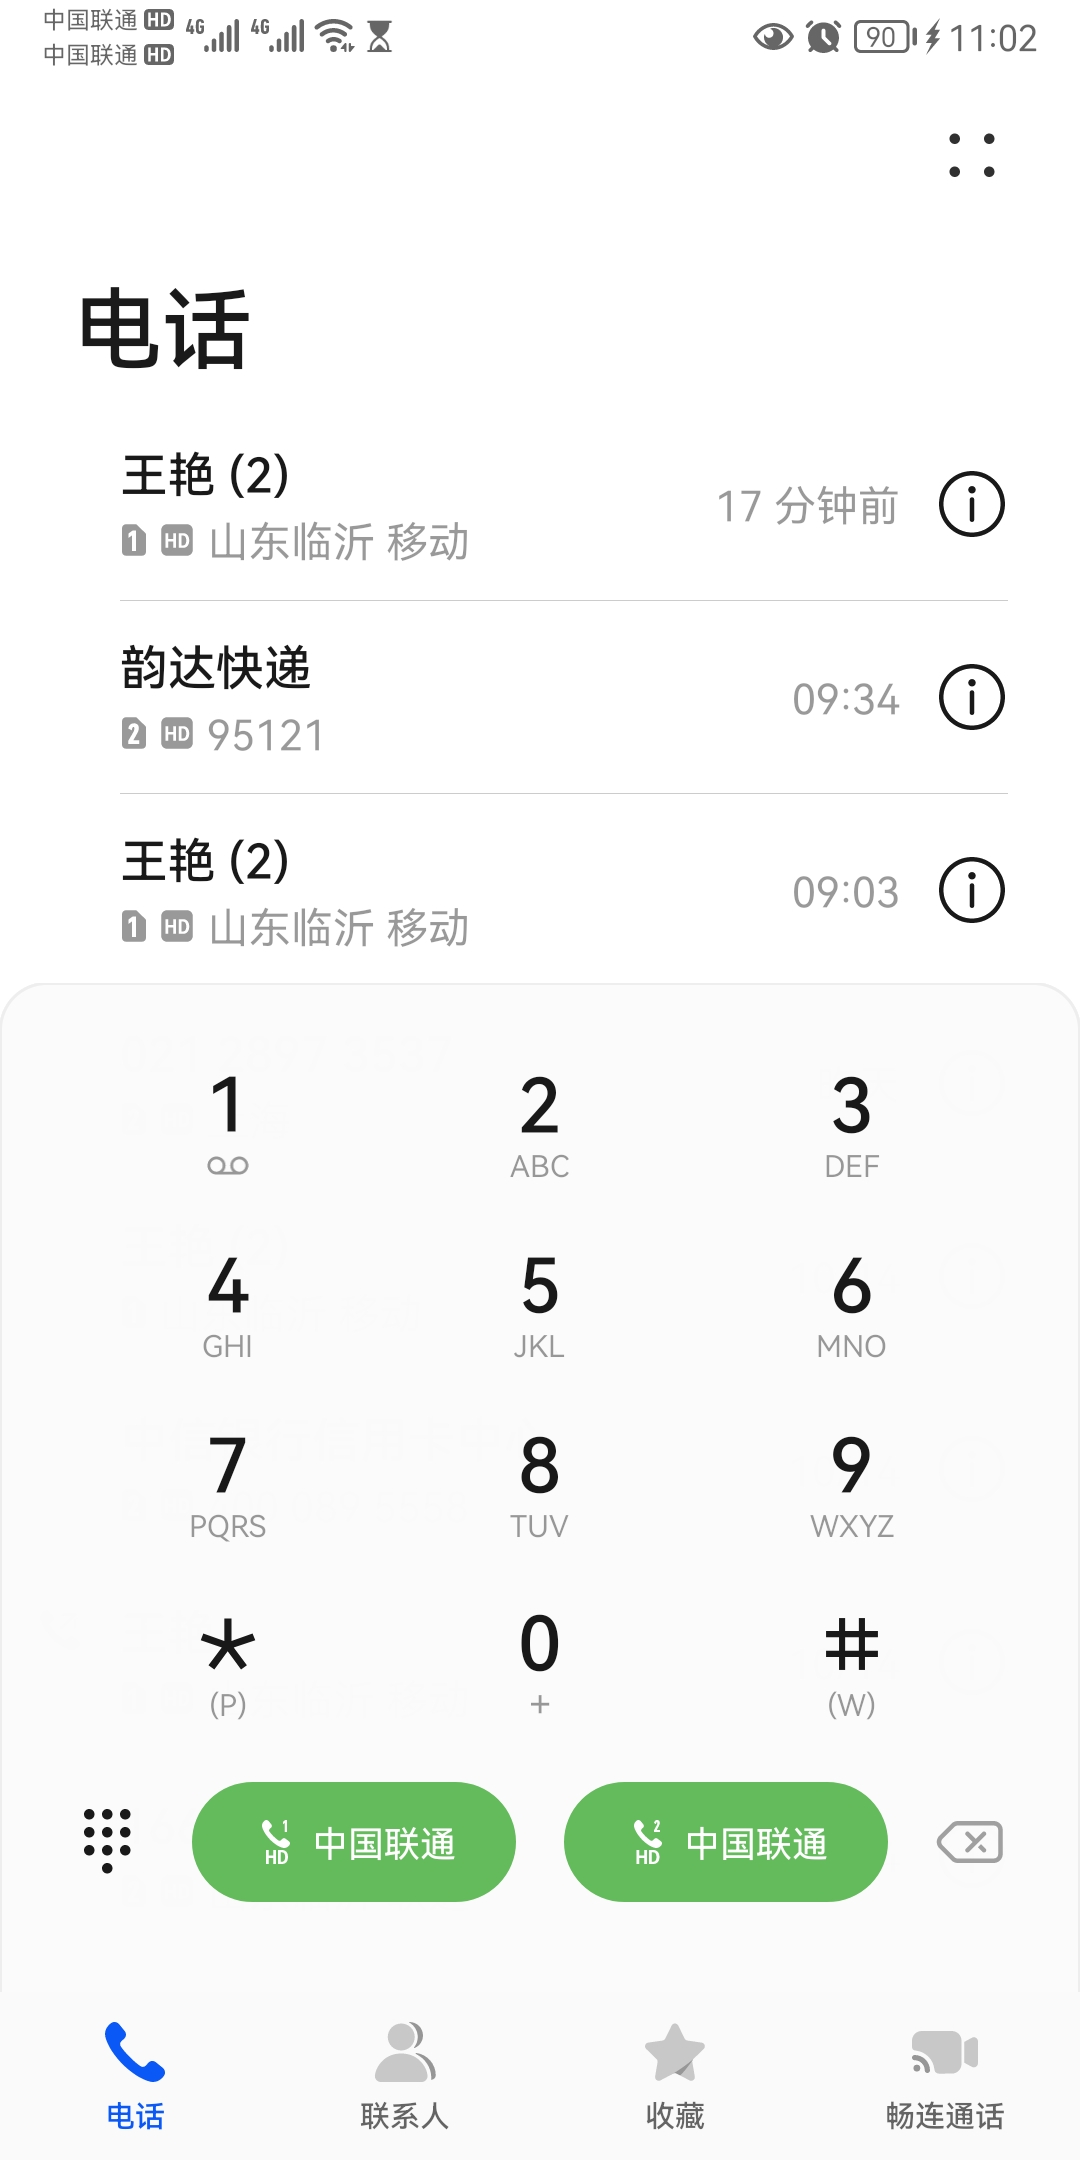 中国联通 HD 4G 4G 90 11:02
中国联通 HD
电话
王艳 (2)
17 分钟前
1 HD 山东临沂 移动
韵达快递
09:34
2 HD 95121
王艳 (2)
09:03
1 HD 山东临沂 移动
1 2 3
ABC DEF
4 5 6
GHI JKL MNO
7 8 9
PQRS TUV WXYZ
* 0 #
(P) + (W)
1 HD 中国联通 2 HD 中国联通
电话 联系人 收藏 畅连通话